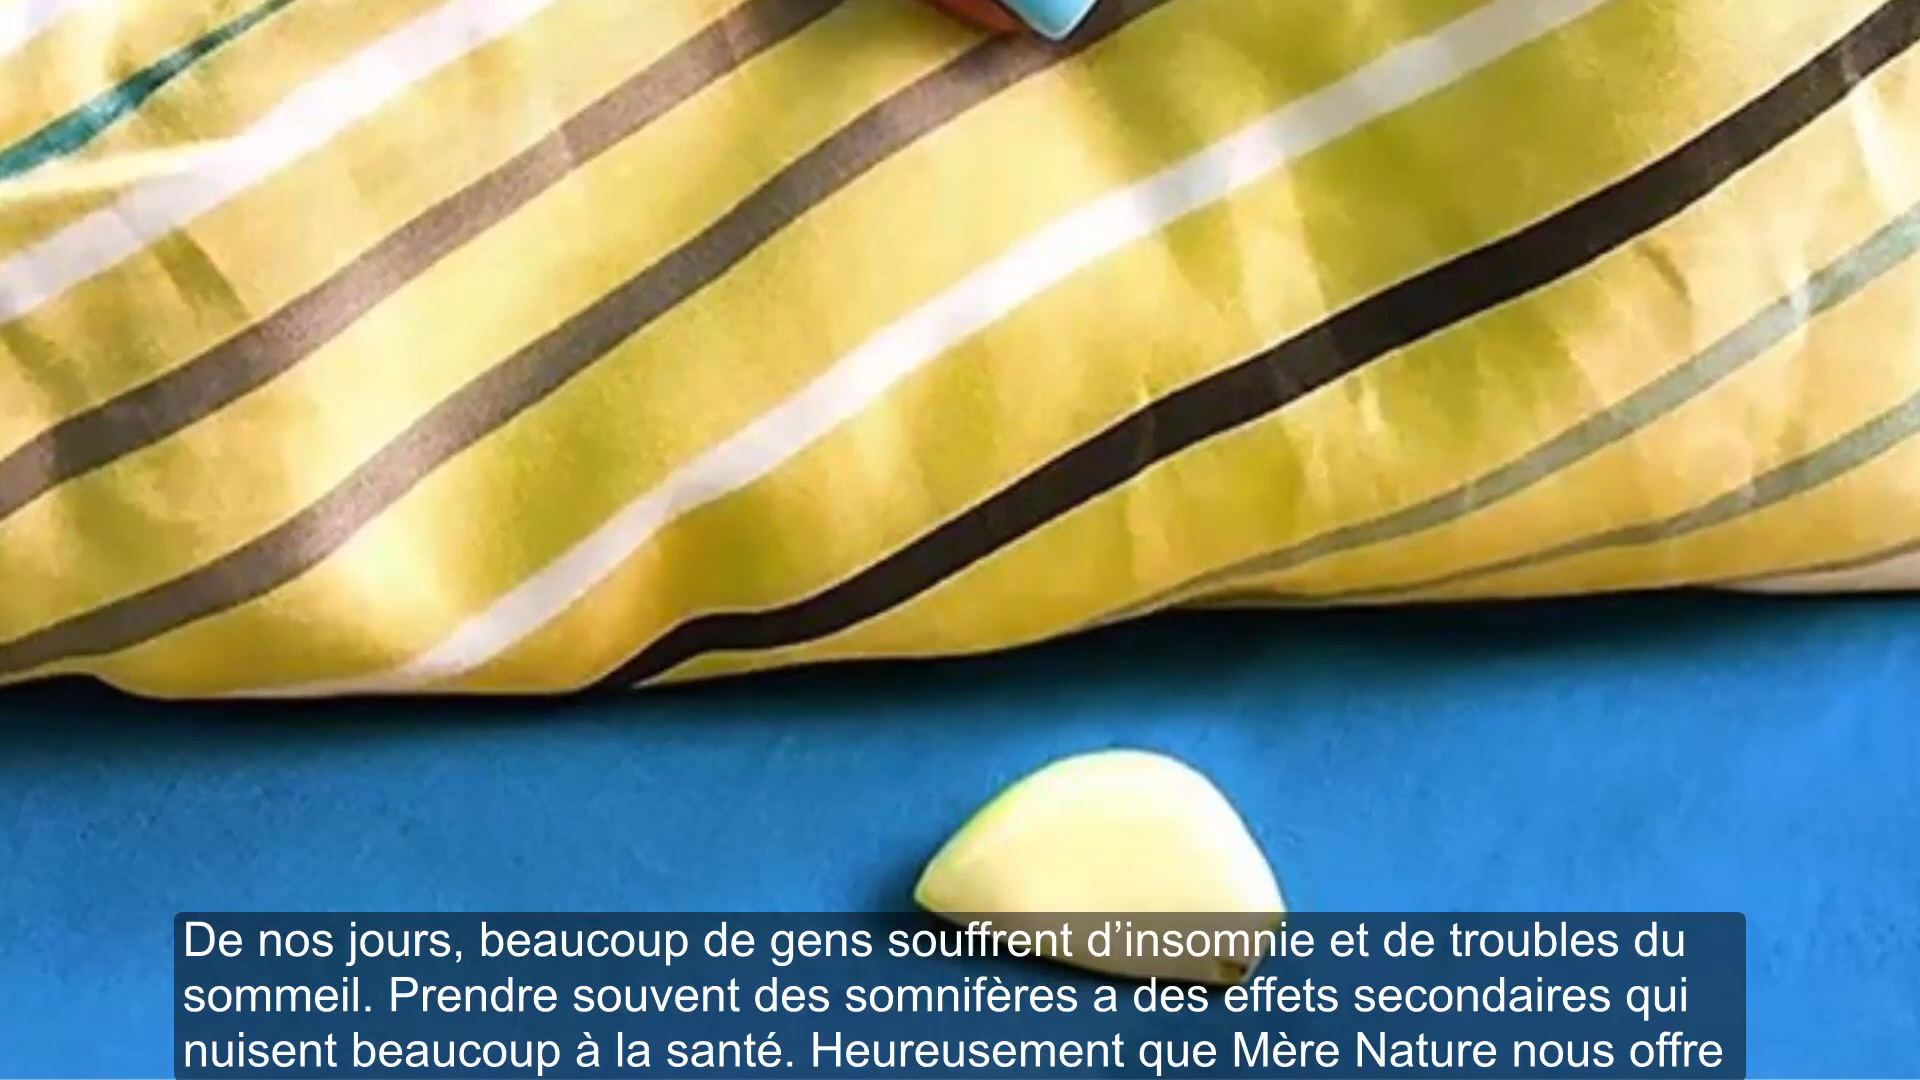 De nos jours, beaucoup de gens souffrent d’insomnie et de troubles du
sommeil. Prendre souvent des somnifères a des effets secondaires qui
nuisent beaucoup à la santé. Heureusement que Mère Nature nous offre